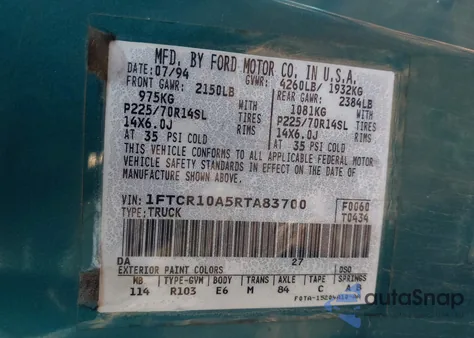 MFD. BY FORD MOTOR CO. IN U.S.A.
DATE: 07/94 GVWR: 4260LB/ 1932KG
FRONT GAWR: 2150LB REAR GAWR: 2384LB
975KG WITH 1081KG WITH
P225/70R14SL TIRES P225/70R14SL TIRES
14X6.0J RIMS 14X6.0J RIMS
AT 35 PSI COLD AT 35 PSI COLD
THIS VEHICLE CONFORMS TO ALL APPLICABLE FEDERAL MOTOR
VEHICLE SAFETY STANDARDS IN EFFECT ON THE DATE OF
MANUFACTURE SHOWN ABOVE.
VIN: 1FTCR10A5RTA83700 F0060
TYPE: TRUCK T0434
DA 27
EXTERIOR PAINT COLORS DSO
WB TYPE-GVM BODY TRANS AXLE TAPE SPRINGS
114 R103 E6 M 84 C A B
autoSnap